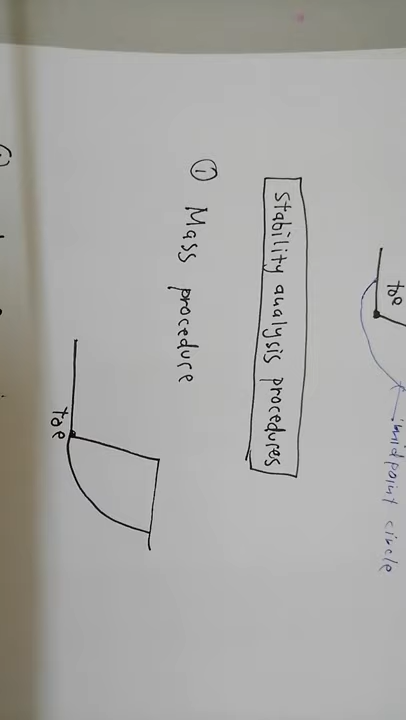 toe
midpoint circle
Stability analysis procedures
① Mass procedure
toe